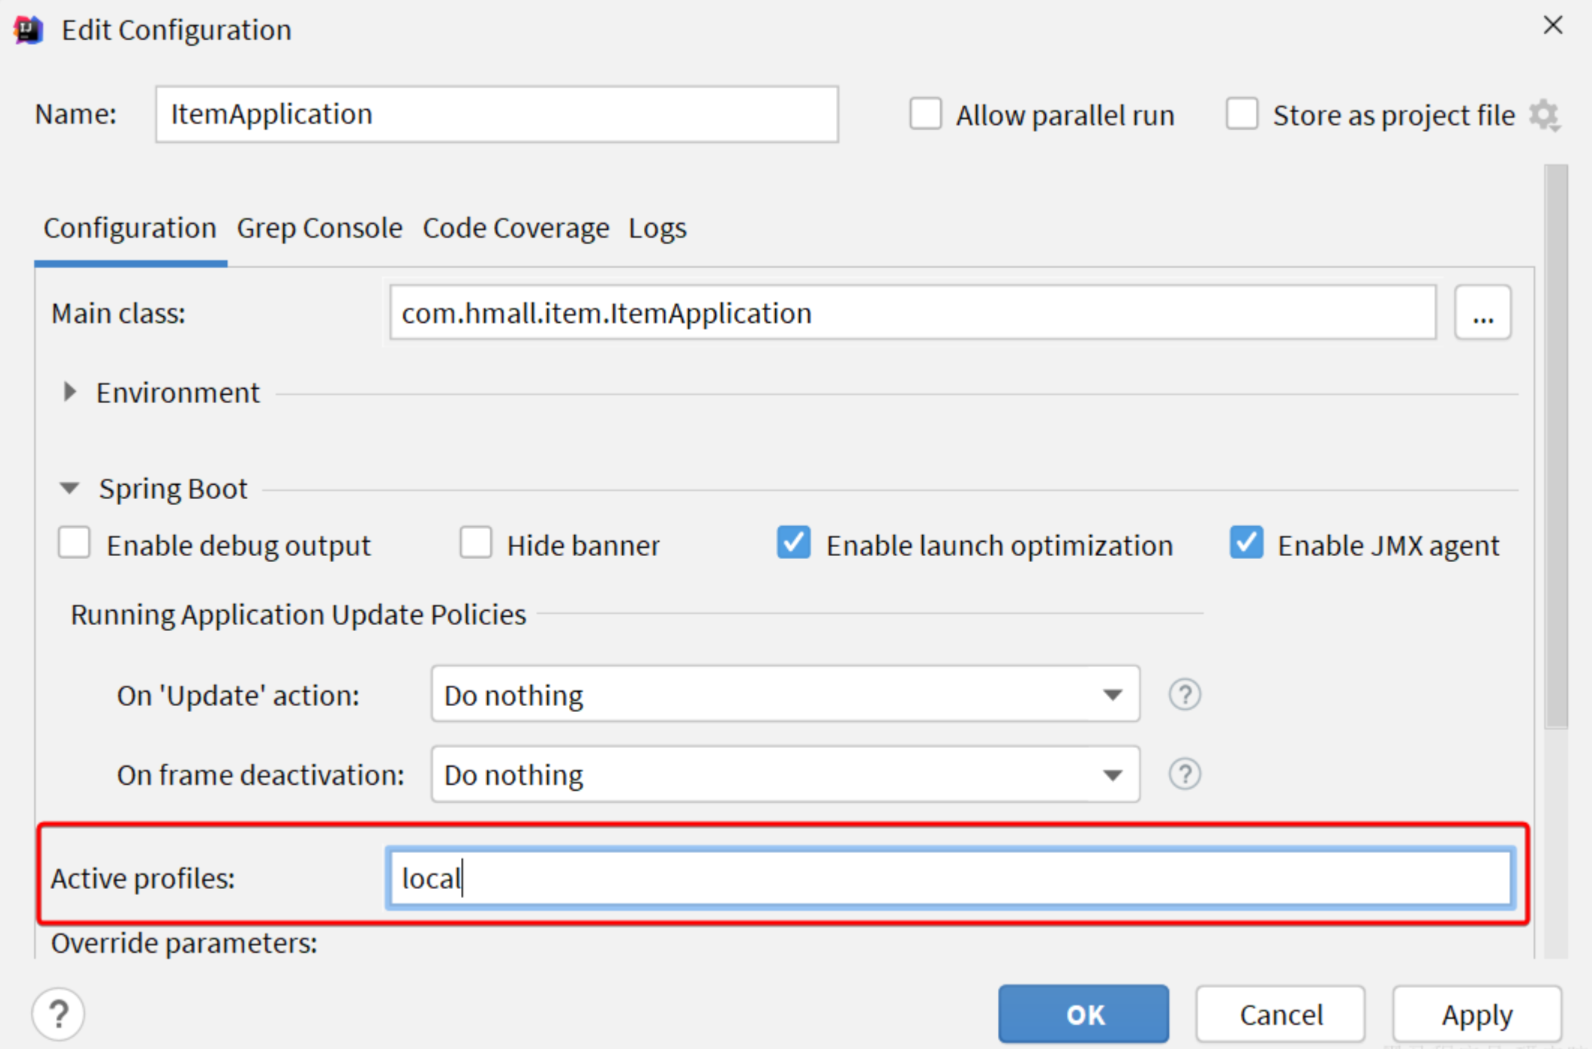 Edit Configuration
Name: ItemApplication Allow parallel run Store as project file
Configuration Grep Console Code Coverage Logs
Main class: com.hmall.item.ItemApplication ...
Environment
Spring Boot
Enable debug output Hide banner Enable launch optimization Enable JMX agent
Running Application Update Policies
On 'Update' action: Do nothing ?
On frame deactivation: Do nothing ?
Active profiles: local
Override parameters:
? OK Cancel Apply